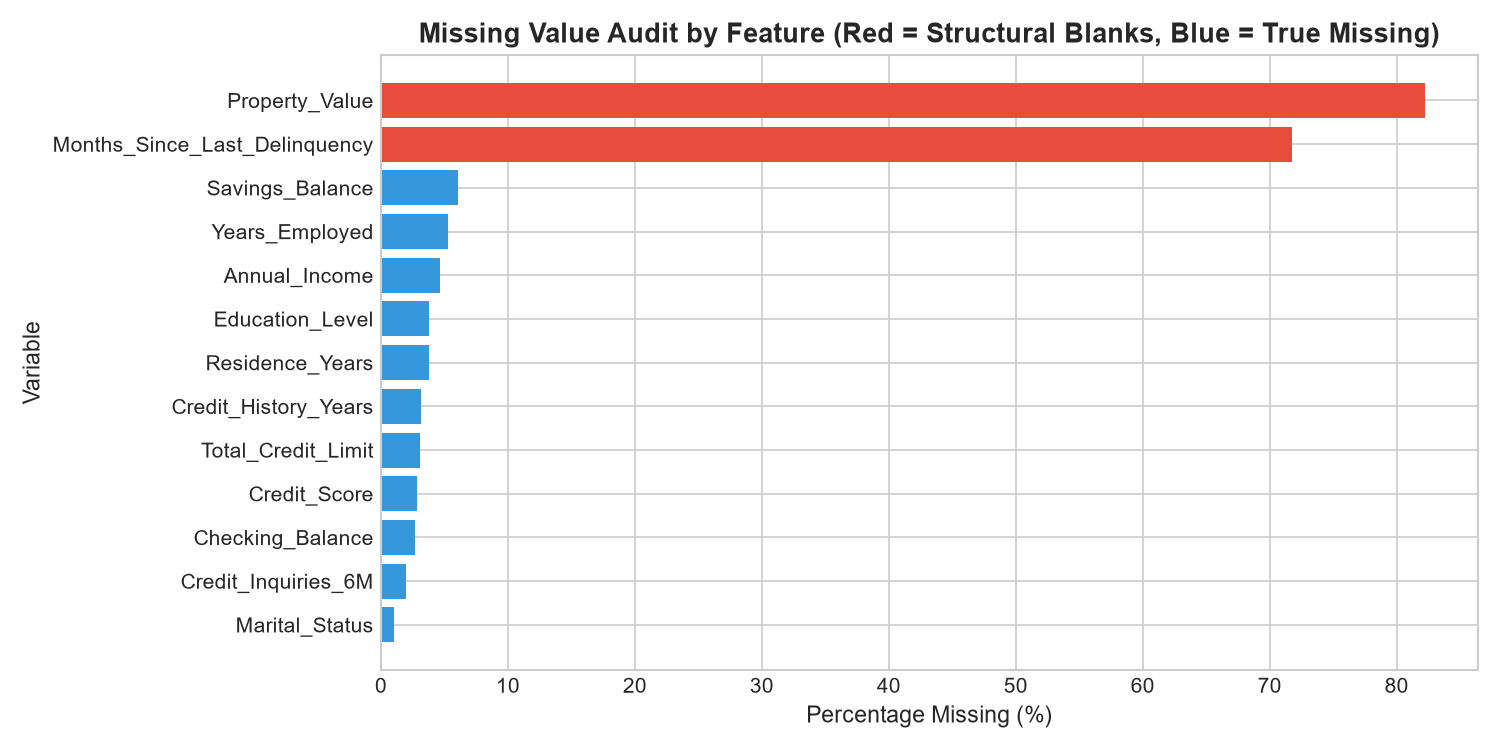 Missing Value Audit by Feature (Red = Structural Blanks, Blue = True Missing)
Property_Value
Months_Since_Last_Delinquency
Savings_Balance
Years_Employed
Annual_Income
Education_Level
Residence_Years
Credit_History_Years
Total_Credit_Limit
Credit_Score
Checking_Balance
Credit_Inquiries_6M
Marital_Status
Variable
0 10 20 30 40 50 60 70 80
Percentage Missing (%)